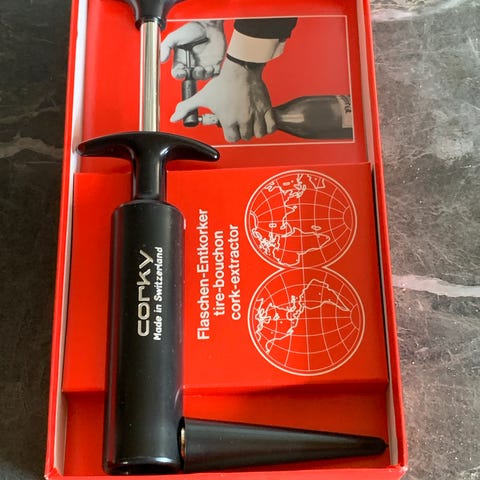 corky
Made in Switzerland
Flaschen-Entkorker
tire-bouchon
cork-extractor